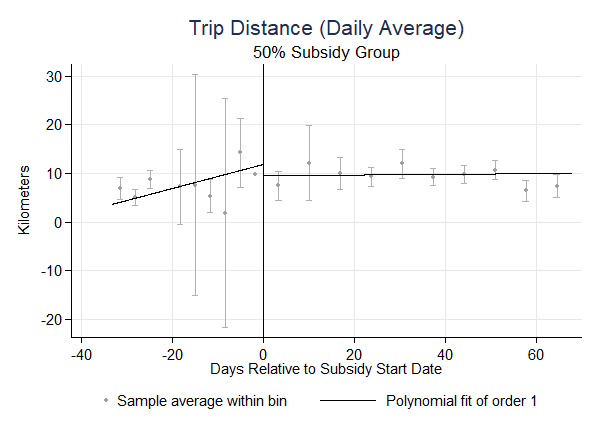 Trip Distance (Daily Average)
50% Subsidy Group
Kilometers
30
20
10
0
-10
-20
-40 -20 0 20 40 60
Days Relative to Subsidy Start Date
Sample average within bin Polynomial fit of order 1